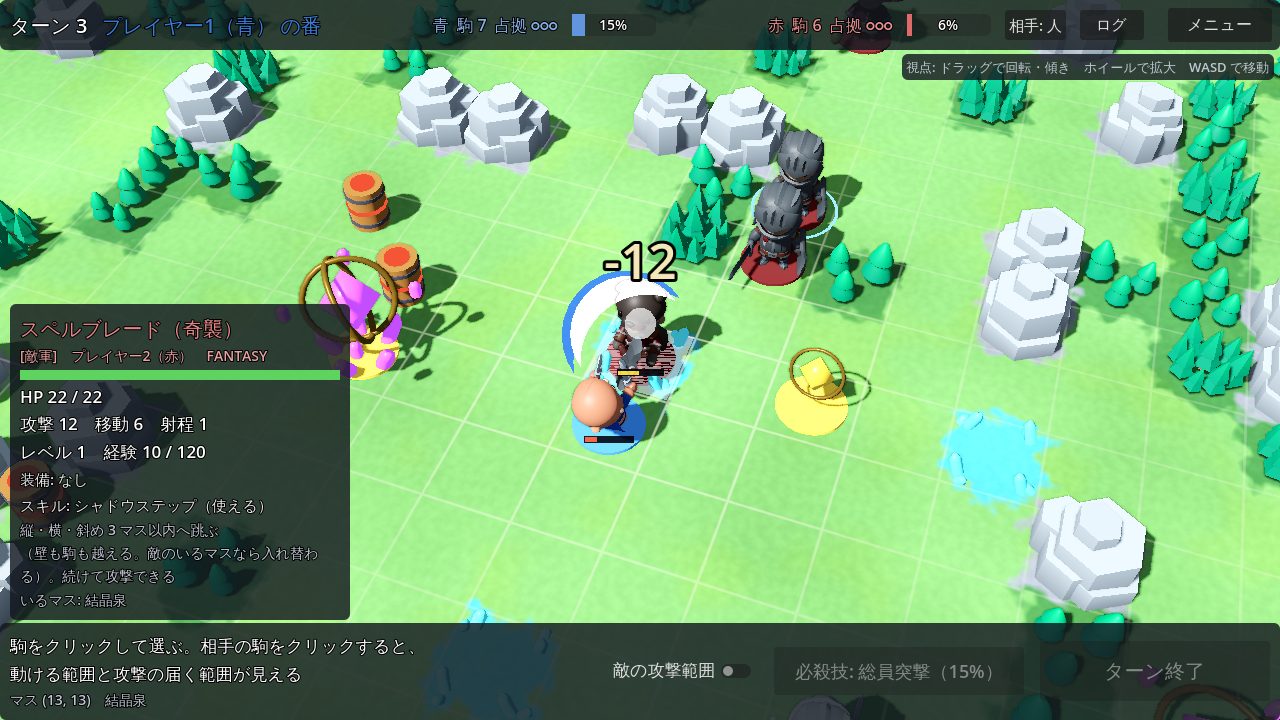 ターン 3 プレイヤー1（青）の番 青 駒 7 占拠 ooo 15% 赤 駒 6 占拠 ooo 6% 相手: 人 ログ メニュー
視点: ドラッグで回転・傾き ホイールで拡大 WASD で移動
-12
スペルブレード（奇襲）
[敵軍] プレイヤー2（赤） FANTASY
HP 22 / 22
攻撃 12 移動 6 射程 1
レベル 1 経験 10 / 120
装備: なし
スキル: シャドウステップ（使える）
縦・横・斜め 3 マス以内へ跳ぶ
（壁も駒も越える。敵のいるマスなら入れ替わ
る）。続けて攻撃できる
いるマス: 結晶泉
駒をクリックして選ぶ。相手の駒をクリックすると、
動ける範囲と攻撃の届く範囲が見える
マス (13, 13) 結晶泉
敵の攻撃範囲 必殺技: 総員突撃（15%） ターン終了